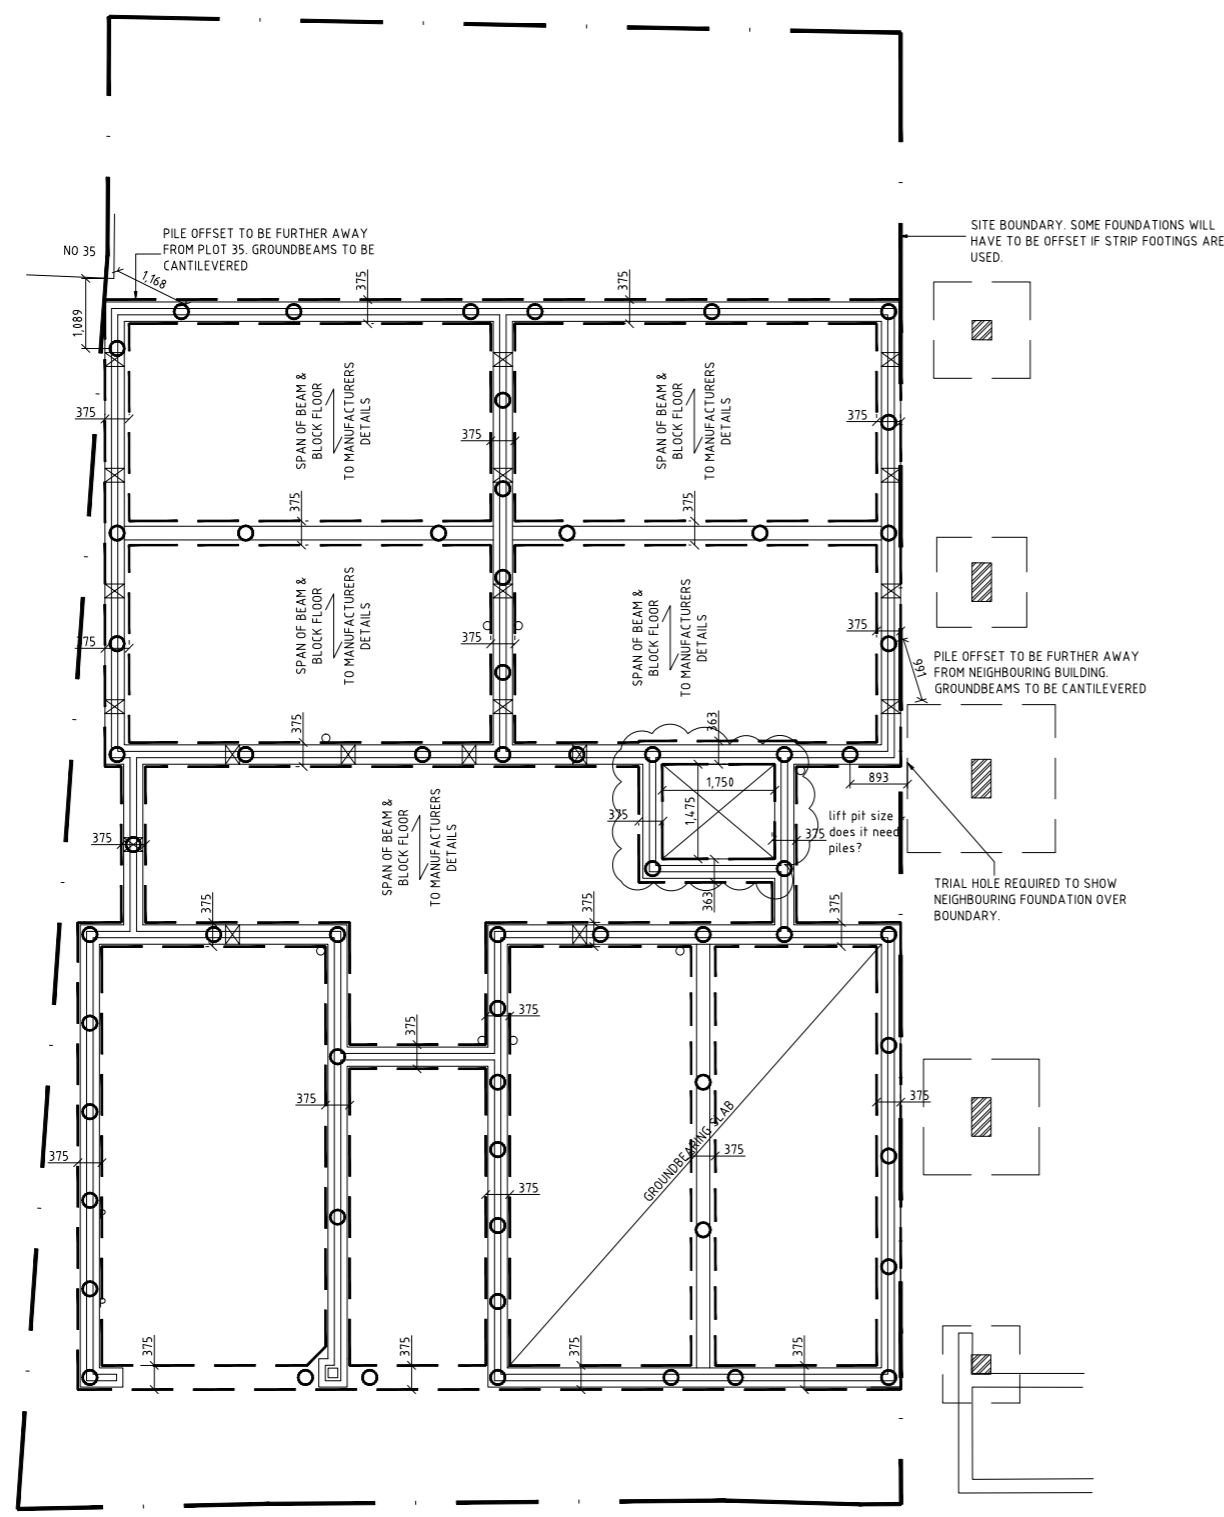 NO 35
PILE OFFSET TO BE FURTHER AWAY
FROM PLOT 35. GROUNDBEAMS TO BE
CANTILEVERED
1,168
1,089
375
375
SITE BOUNDARY. SOME FOUNDATIONS WILL
HAVE TO BE OFFSET IF STRIP FOOTINGS ARE
USED.
SPAN OF BEAM &
BLOCK FLOOR
TO MANUFACTURERS
DETAILS
SPAN OF BEAM &
BLOCK FLOOR
TO MANUFACTURERS
DETAILS
375
375
375
375
375
SPAN OF BEAM &
BLOCK FLOOR
TO MANUFACTURERS
DETAILS
SPAN OF BEAM &
BLOCK FLOOR
TO MANUFACTURERS
DETAILS
375
375
375
991
PILE OFFSET TO BE FURTHER AWAY
FROM NEIGHBOURING BUILDING.
GROUNDBEAMS TO BE CANTILEVERED
375
363
1,750
1,475
375
375
363
893
lift pit size
does it need
piles?
SPAN OF BEAM &
BLOCK FLOOR
TO MANUFACTURERS
DETAILS
375
TRIAL HOLE REQUIRED TO SHOW
NEIGHBOURING FOUNDATION OVER
BOUNDARY.
375
375
375
375
375
375
375
GROUNDBEARING SLAB
375
375
375
375
375
375
375